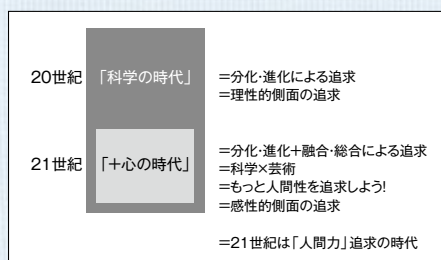 20世紀 「科学の時代」 =分化・進化による追求
=理性的側面の追求
21世紀 「+心の時代」 =分化・進化+融合・総合による追求
=科学×芸術
=もっと人間性を追求しよう!
=感性的側面の追求
=21世紀は「人間力」追求の時代